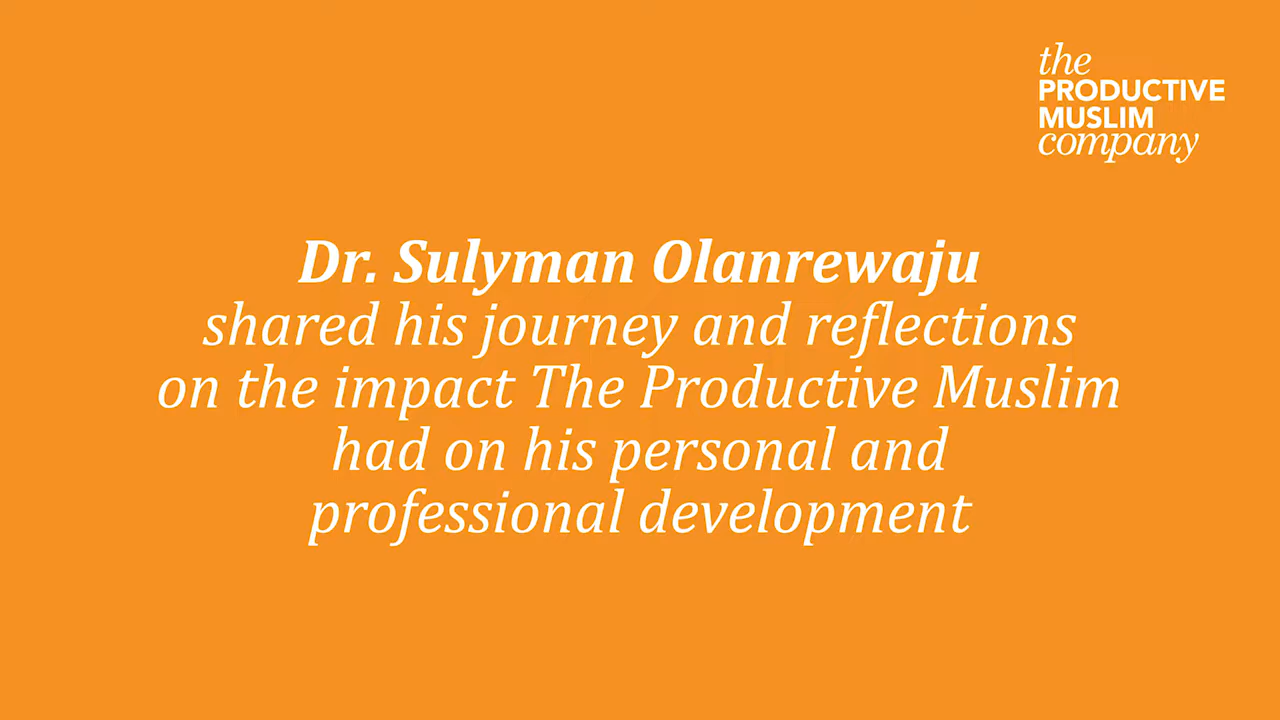 the
PRODUCTIVE
MUSLIM
company
Dr. Sulyman Olanrewaju
shared his journey and reflections
on the impact The Productive Muslim
had on his personal and
professional development